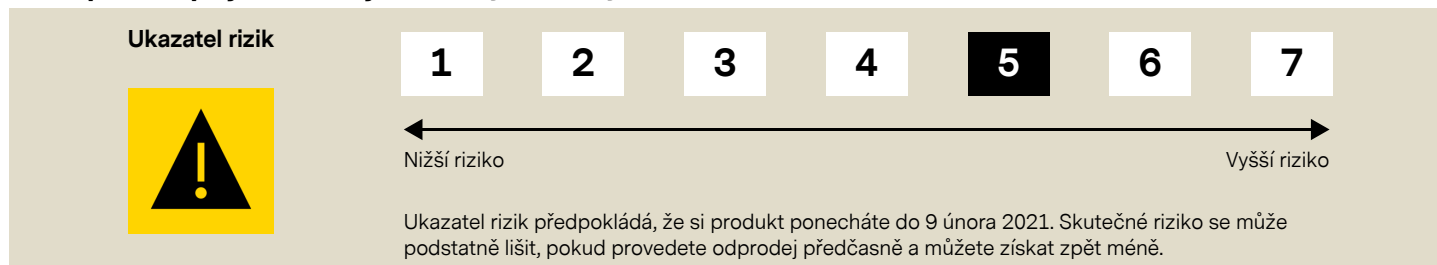 Ukazatel rizik
1 2 3 4 5 6 7
Nižší riziko Vyšší riziko
Ukazatel rizik předpokládá, že si produkt ponecháte do 9 února 2021. Skutečné riziko se může
podstatně lišit, pokud provedete odprodej předčasně a můžete získat zpět méně.